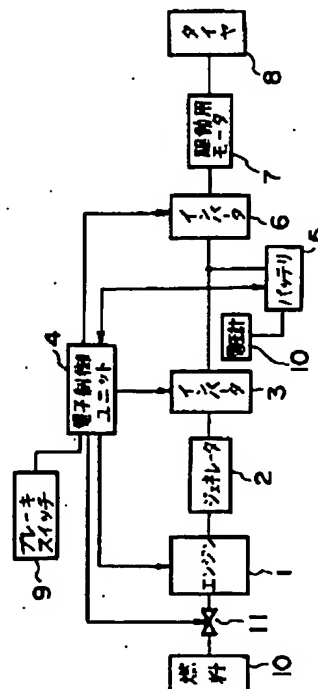 ブレーキ
スイッチ
9
4
電子制御
ユニット
燃
料
10
11
エンジン
1
ジェネレータ
2
インバータ
3
電圧計
10
バッテリ
5
インバータ
6
駆動用
モータ
7
タイヤ
8